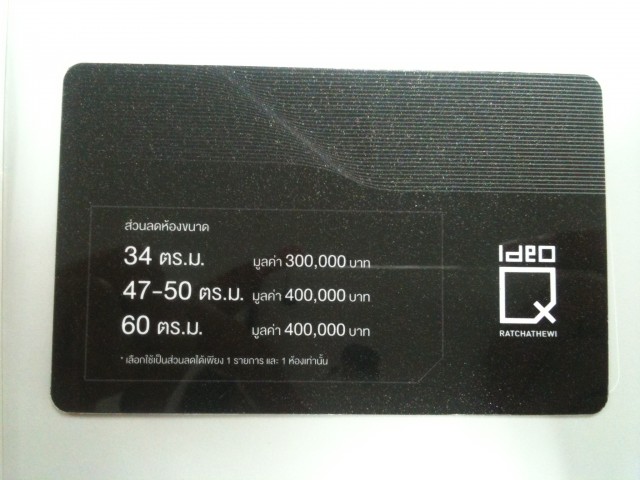 ส่วนลดห้องขนาด
34 ตร.ม. มูลค่า 300,000 บาท
47-50 ตร.ม. มูลค่า 400,000 บาท
60 ตร.ม. มูลค่า 400,000 บาท
* เลือกใช้เป็นส่วนลดได้เพียง 1 รายการ และ 1 ห้องเท่านั้น
ideo
Q
RATCHATHEWI